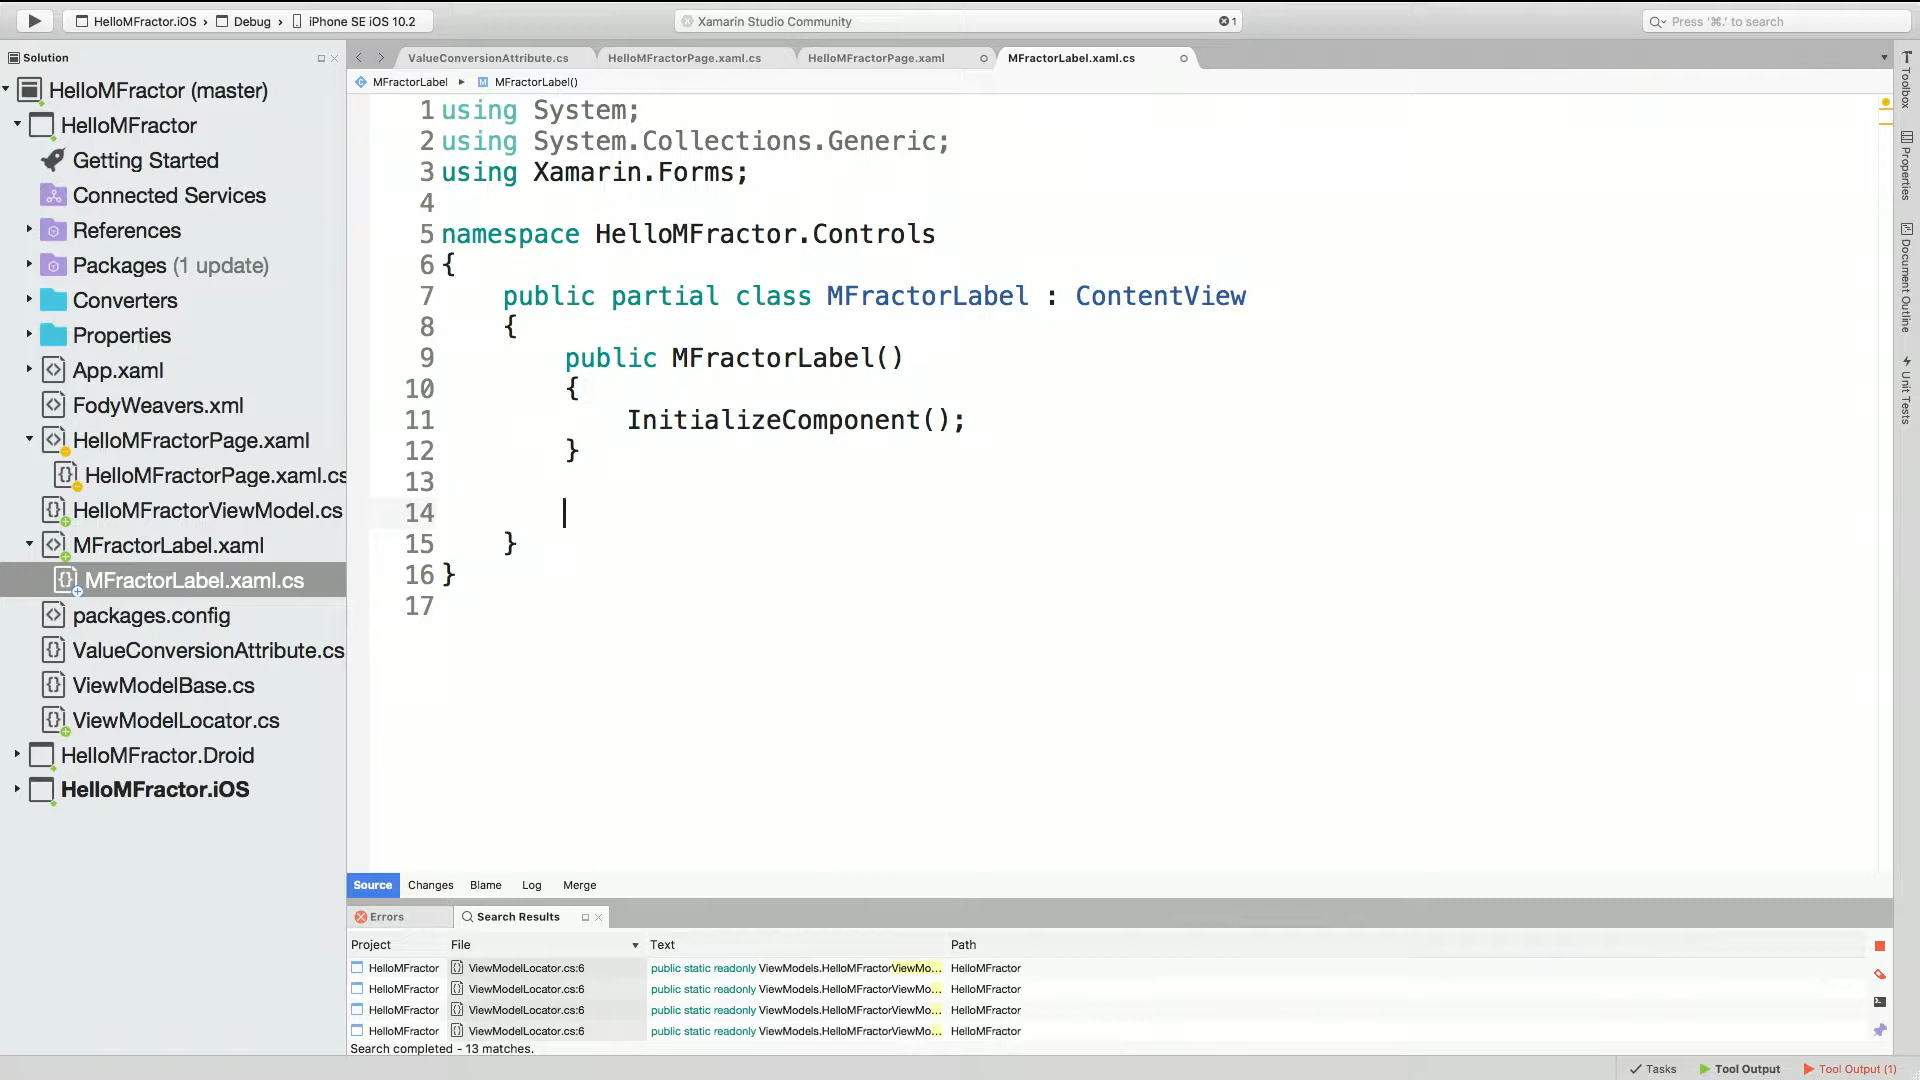 HelloMFractor.iOS › Debug › iPhone SE iOS 10.2
Xamarin Studio Community
1
Press ‘⌘.’ to search
Solution
ValueConversionAttribute.cs
HelloMFractorPage.xaml.cs
HelloMFractorPage.xaml
MFractorLabel.xaml.cs
MFractorLabel
MFractorLabel()
HelloMFractor (master)
HelloMFractor
Getting Started
Connected Services
References
Packages (1 update)
Converters
Properties
App.xaml
FodyWeavers.xml
HelloMFractorPage.xaml
HelloMFractorPage.xaml.cs
HelloMFractorViewModel.cs
MFractorLabel.xaml
MFractorLabel.xaml.cs
packages.config
ValueConversionAttribute.cs
ViewModelBase.cs
ViewModelLocator.cs
HelloMFractor.Droid
HelloMFractor.iOS
1 using System;
2 using System.Collections.Generic;
3 using Xamarin.Forms;
4
5 namespace HelloMFractor.Controls
6 {
7 public partial class MFractorLabel : ContentView
8 {
9 public MFractorLabel()
10 {
11 InitializeComponent();
12 }
13
14
15 }
16 }
17
Toolbox
Properties
Document Outline
Unit Tests
Source Changes Blame Log Merge
Errors Search Results
Project File Text Path
HelloMFractor ViewModelLocator.cs:6 public static readonly ViewModels.HelloMFractorViewMo... HelloMFractor
HelloMFractor ViewModelLocator.cs:6 public static readonly ViewModels.HelloMFractorViewMo... HelloMFractor
HelloMFractor ViewModelLocator.cs:6 public static readonly ViewModels.HelloMFractorViewMo... HelloMFractor
HelloMFractor ViewModelLocator.cs:6 public static readonly ViewModels.HelloMFractorViewMo... HelloMFractor
Search completed - 13 matches.
Tasks Tool Output Tool Output (1)